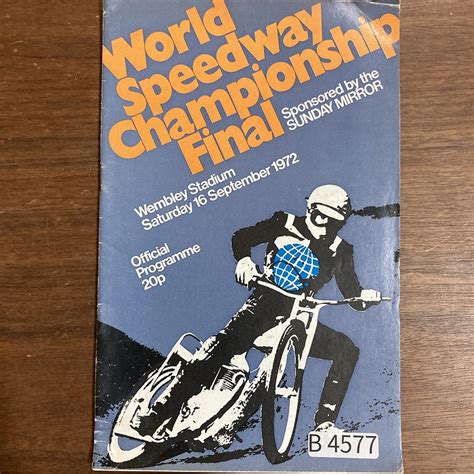 World
Speedway
Championship
Final
Sponsored by the
SUNDAY MIRROR
Wembley Stadium
Saturday 16 September 1972
Official
Programme
20p
B 4577